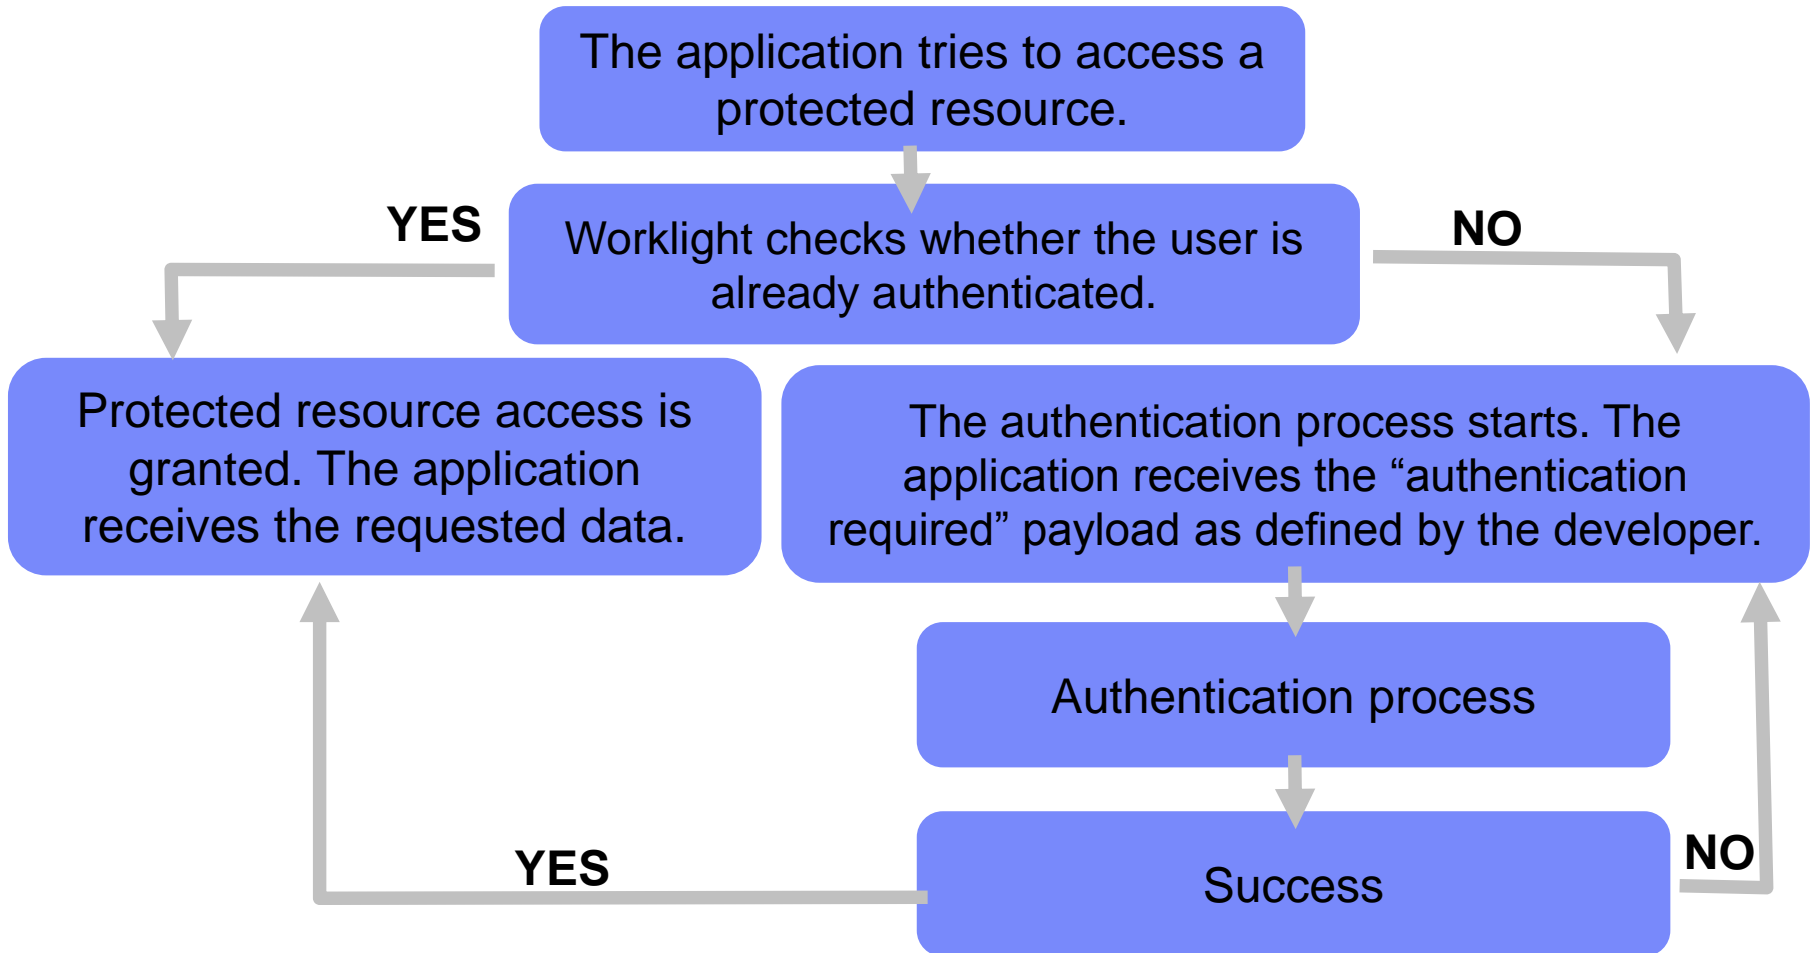 The application tries to access a
protected resource.
YES
Worklight checks whether the user is
already authenticated.
NO
Protected resource access is
granted. The application
receives the requested data.
The authentication process starts. The
application receives the “authentication
required” payload as defined by the developer.
Authentication process
YES
Success
NO